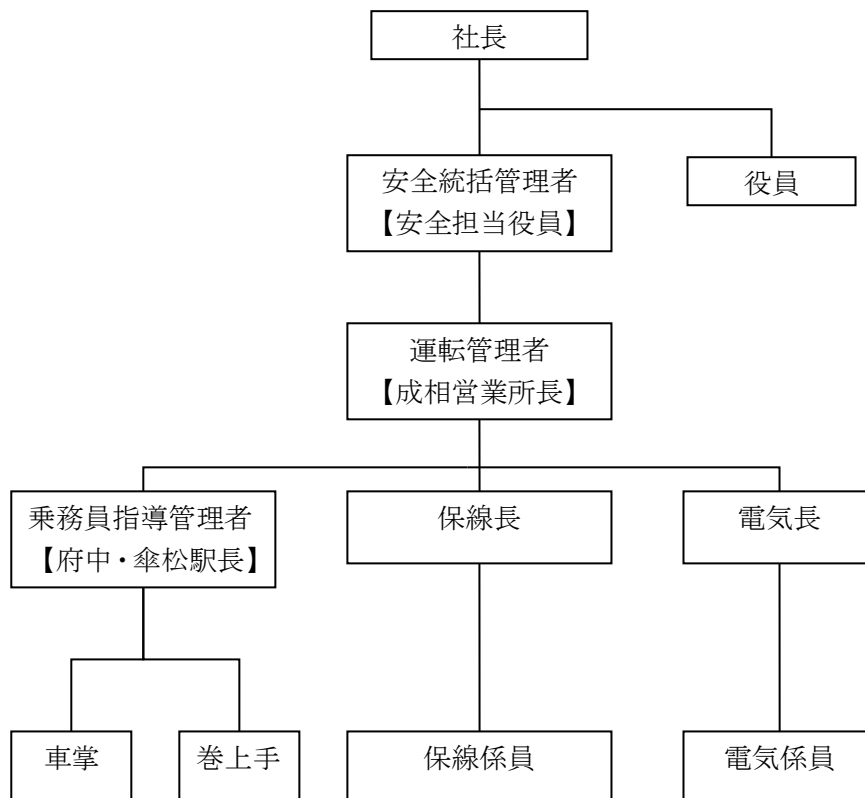 社長
安全統括管理者
【安全担当役員】
役員
運転管理者
【成相営業所長】
乗務員指導管理者
【府中・傘松駅長】
保線長
電気長
車掌
巻上手
保線係員
電気係員